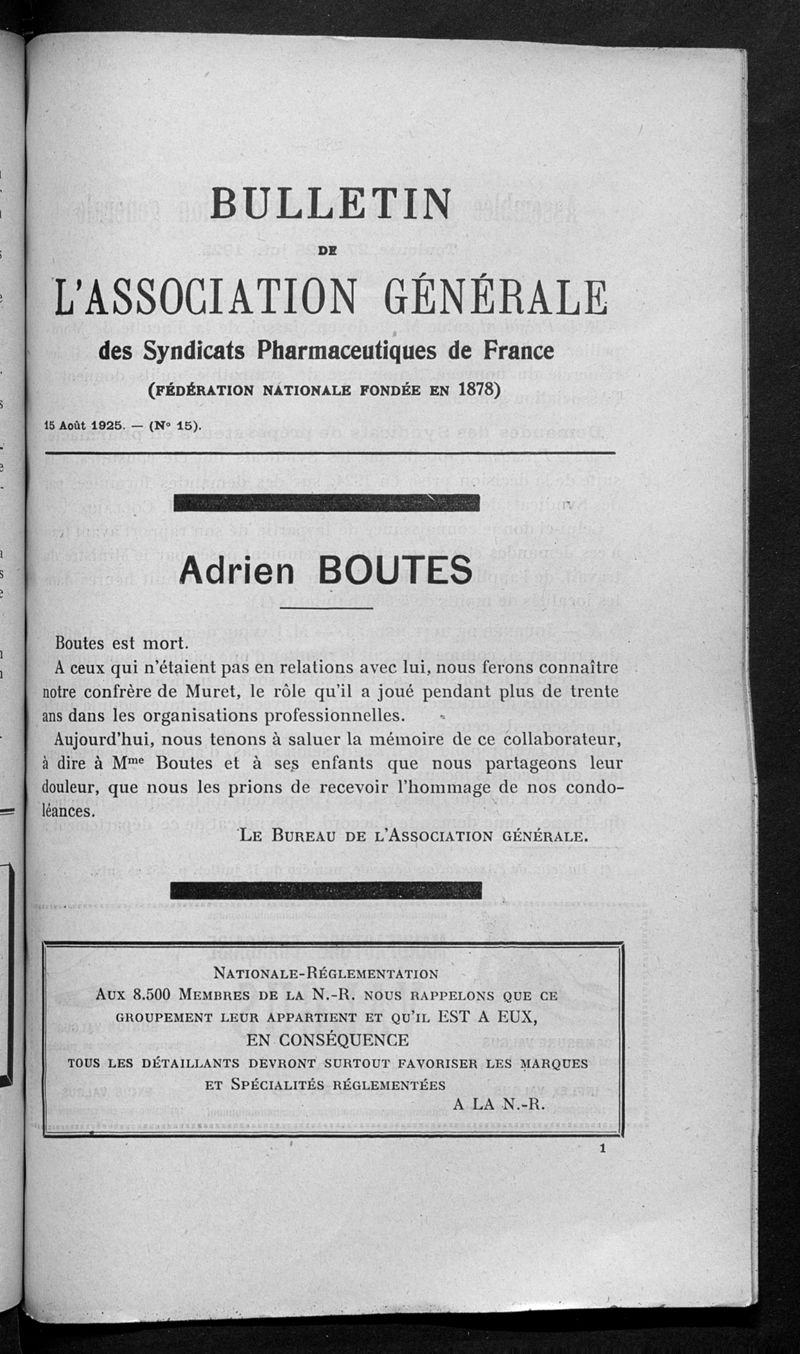 BULLETIN
DE
L'ASSOCIATION GÉNÉRALE
des Syndicats Pharmaceutiques de France
(FÉDÉRATION NATIONALE FONDÉE EN 1878)
15 Août 1925. — (N° 15).
Adrien BOUTES
Boutes est mort.
A ceux qui n'étaient pas en relations avec lui, nous ferons connaître
notre confrère de Muret, le rôle qu'il a joué pendant plus de trente
ans dans les organisations professionnelles.
Aujourd'hui, nous tenons à saluer la mémoire de ce collaborateur,
à dire à Mme Boutes et à ses enfants que nous partageons leur
douleur, que nous les prions de recevoir l'hommage de nos condo-
léances.
LE BUREAU DE L'ASSOCIATION GÉNÉRALE.
NATIONALE-RÉGLEMENTATION
AUX 8.500 MEMBRES DE LA N.-R. NOUS RAPPELONS QUE CE
GROUPEMENT LEUR APPARTIENT ET QU'IL EST A EUX,
EN CONSÉQUENCE
TOUS LES DÉTAILLANTS DEVRONT SURTOUT FAVORISER LES MARQUES
ET SPÉCIALITÉS RÉGLEMENTÉES
A LA N.-R.
1